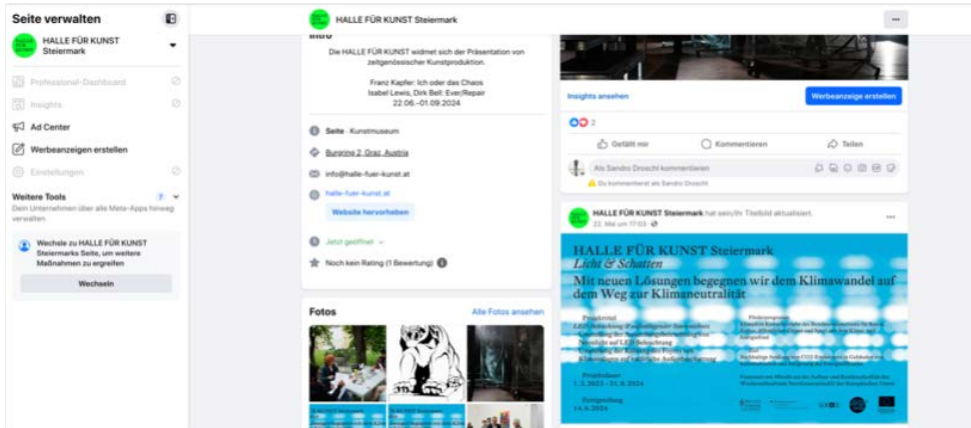 Seite verwalten
HALLE FÜR KUNST
Steiermark
Professional-Dashboard
Insights
Ad Center
Werbeanzeigen erstellen
Einstellungen
Weitere Tools
Dein Unternehmen über alle Meta-Apps hinweg
verwalten
Wechsle zu HALLE FÜR KUNST
Steiermarks Seite, um weitere
Maßnahmen zu ergreifen
Wechseln
HALLE FÜR KUNST Steiermark
Intro
Die HALLE FÜR KUNST widmet sich der Präsentation von
zeitgenössischer Kunstproduktion.
Franz Kapfer: Ich oder das Chaos
Isabel Lewis, Dirk Bell: Ever/Repair
22.06.-01.09.2024
Seite · Kunstmuseum
Burgring 2, Graz, Austria
info@halle-fuer-kunst.at
halle-fuer-kunst.at
Website hervorheben
Jetzt geöffnet
Noch kein Rating (1 Bewertung)
Fotos
Alle Fotos ansehen
Insights ansehen
Werbeanzeige erstellen
2
Gefällt mir
Kommentieren
Teilen
Als Sandro Droschl kommentieren
Du kommentierst als Sandro Droschl
HALLE FÜR KUNST Steiermark hat sein/ihr Titelbild aktualisiert.
22. Mai um 17:03
HALLE FÜR KUNST Steiermark
Licht & Schatten
Mit neuen Lösungen begegnen wir dem Klimawandel auf
dem Weg zur Klimaneutralität
Projekttitel
Projektdauer
1. 3. 2023 – 31. 8. 2024
Fertigstellung
14.6.2024